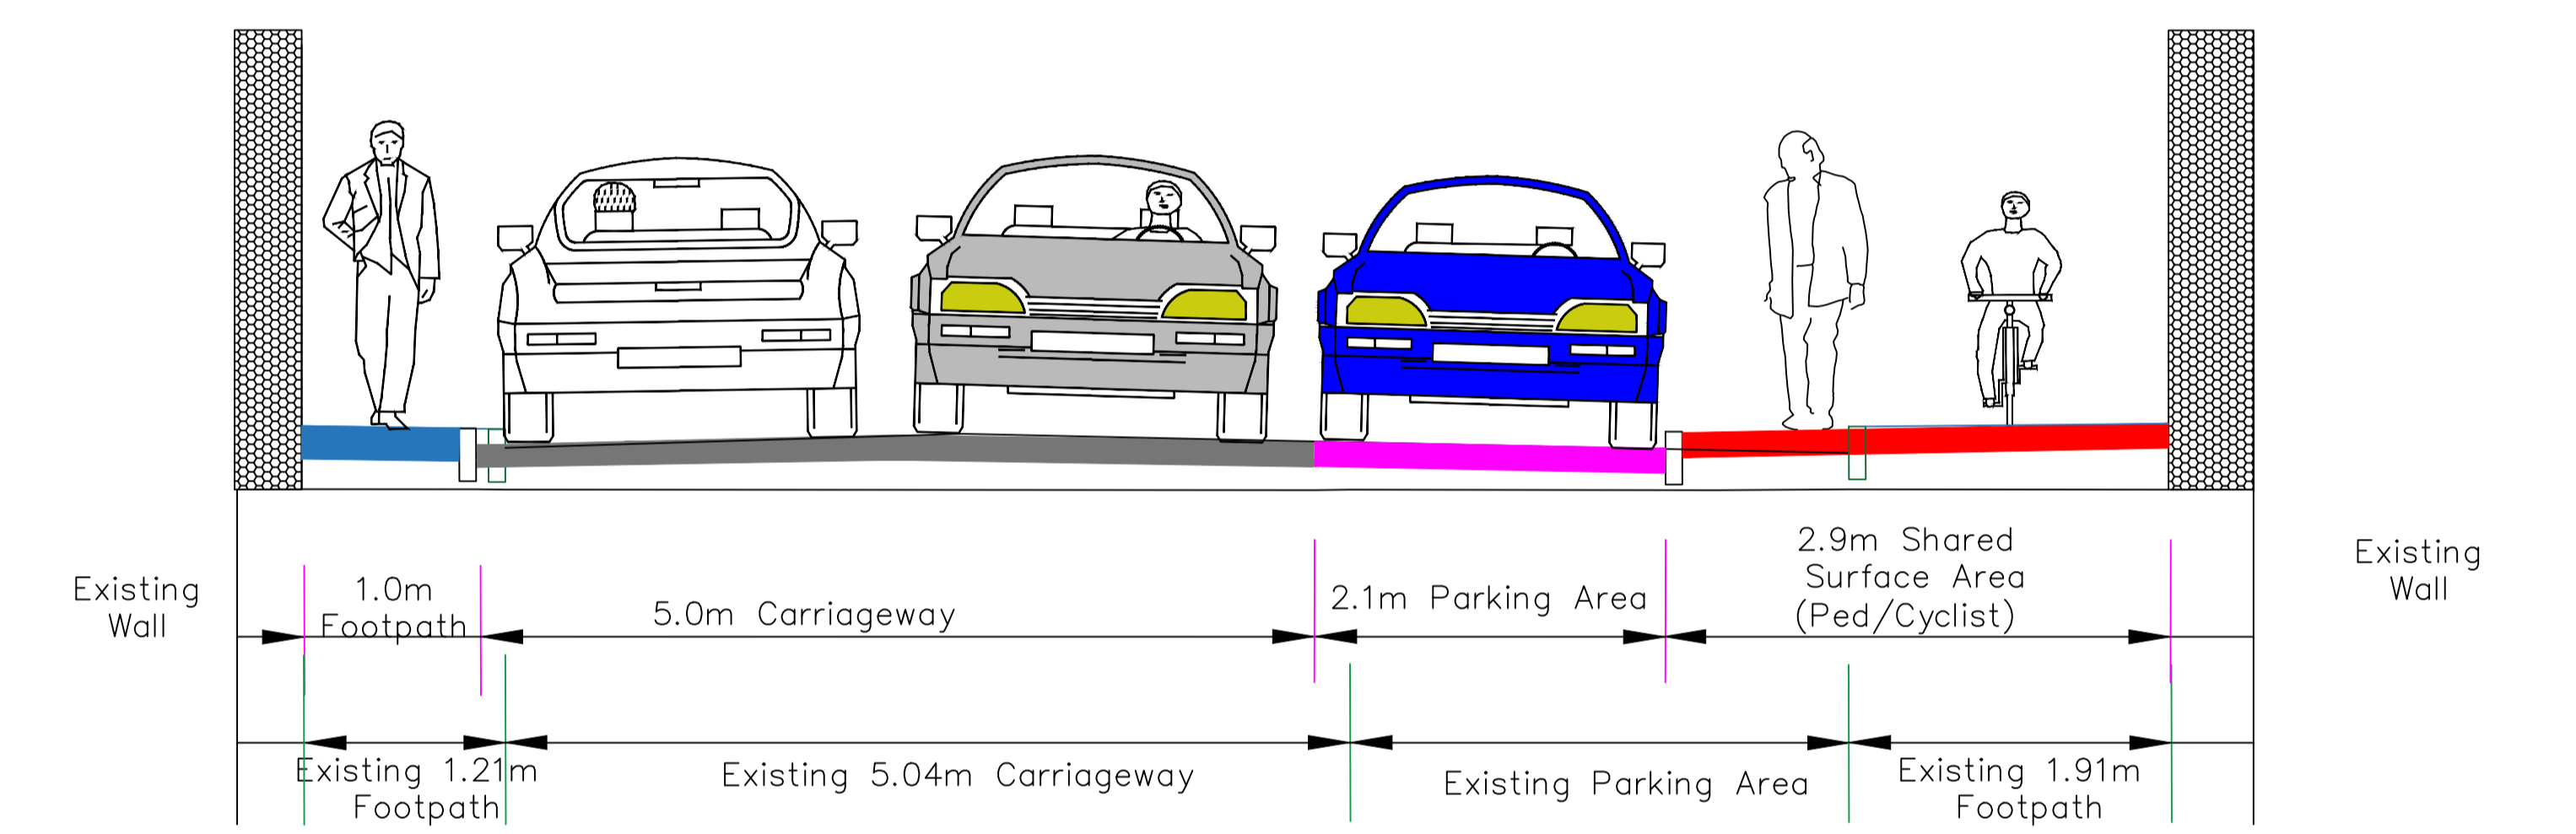 Existing
Wall
1.0m
Footpath
5.0m Carriageway
2.1m Parking Area
2.9m Shared
Surface Area
(Ped/Cyclist)
Existing
Wall
Existing 1.21m
Footpath
Existing 5.04m Carriageway
Existing Parking Area
Existing 1.91m
Footpath